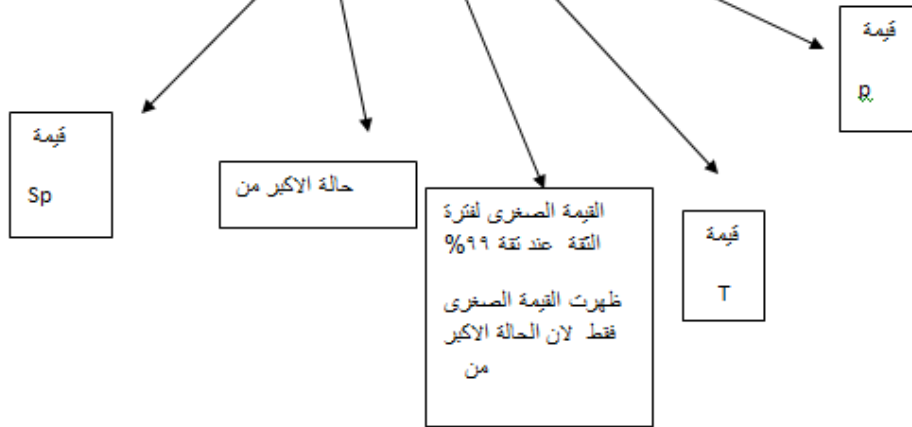 قيمة
p
قيمة
T
القيمة الصغرى لفترة
الثقة عند ثقة ٩٩%
ظهرت القيمة الصغرى
فقط لان الحالة الاكبر
من
حالة الاكبر من
قيمة
Sp